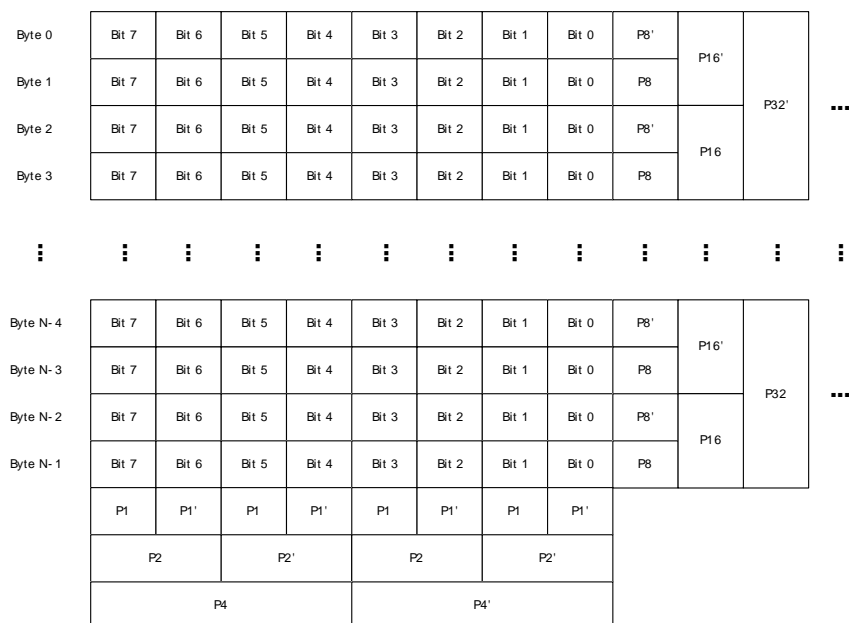 Byte 0 Bit 7 Bit 6 Bit 5 Bit 4 Bit 3 Bit 2 Bit 1 Bit 0 P8' P16' P32' ...
Byte 1 Bit 7 Bit 6 Bit 5 Bit 4 Bit 3 Bit 2 Bit 1 Bit 0 P8
Byte 2 Bit 7 Bit 6 Bit 5 Bit 4 Bit 3 Bit 2 Bit 1 Bit 0 P8' P16
Byte 3 Bit 7 Bit 6 Bit 5 Bit 4 Bit 3 Bit 2 Bit 1 Bit 0 P8
Byte N-4 Bit 7 Bit 6 Bit 5 Bit 4 Bit 3 Bit 2 Bit 1 Bit 0 P8' P16' P32 ...
Byte N-3 Bit 7 Bit 6 Bit 5 Bit 4 Bit 3 Bit 2 Bit 1 Bit 0 P8
Byte N-2 Bit 7 Bit 6 Bit 5 Bit 4 Bit 3 Bit 2 Bit 1 Bit 0 P8' P16
Byte N-1 Bit 7 Bit 6 Bit 5 Bit 4 Bit 3 Bit 2 Bit 1 Bit 0 P8
P1 P1' P1 P1' P1 P1' P1 P1'
P2 P2' P2 P2'
P4 P4'